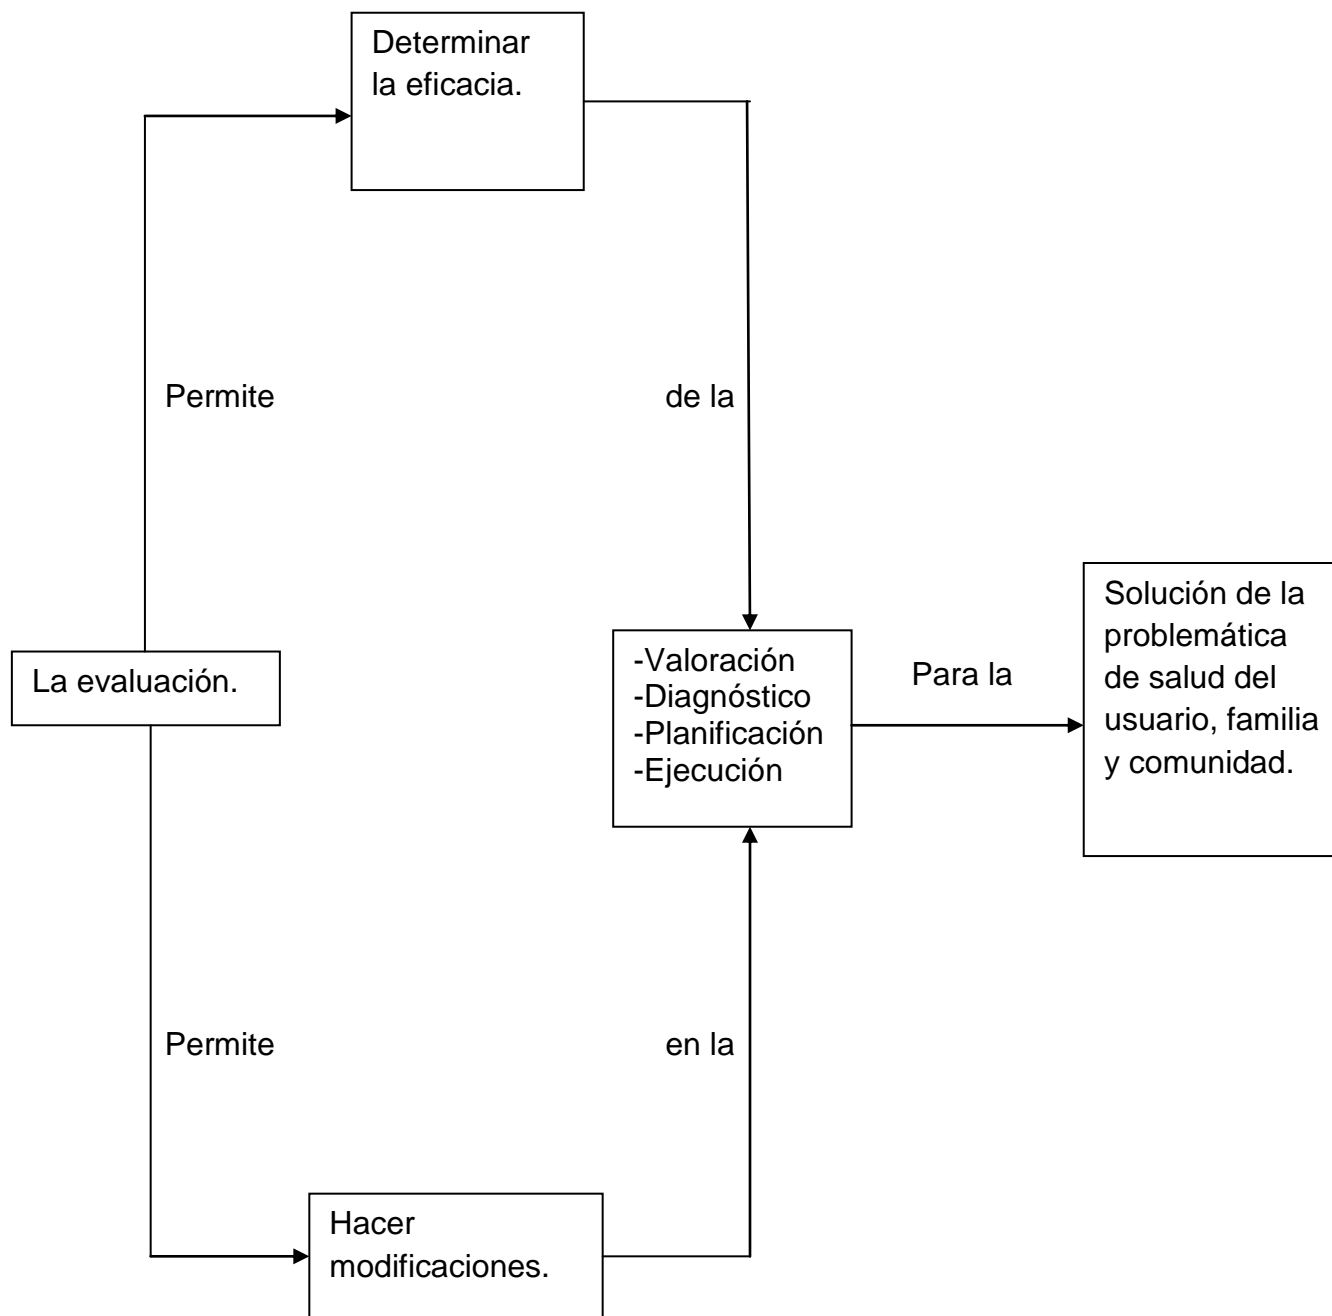 Determinar
la eficacia.
Permite
de la
La evaluación.
-Valoración
-Diagnóstico
-Planificación
-Ejecución
Para la
Solución de la
problemática
de salud del
usuario, familia
y comunidad.
Permite
en la
Hacer
modificaciones.